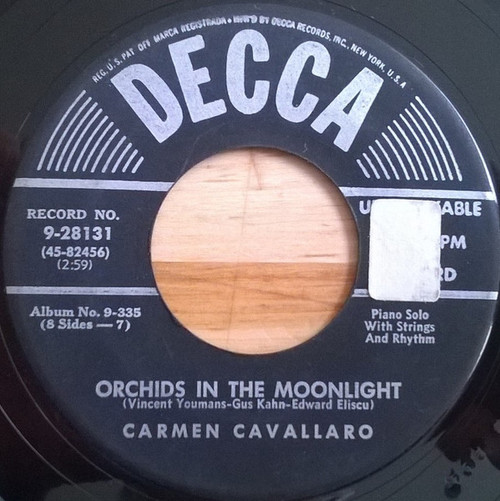 REG. U.S. PAT. OFF. MARCA REGISTRADA • MFR'D BY DECCA RECORDS, INC., NEW YORK, U.S.A.
DECCA
RECORD NO.
9-28131
(45-82456)
(2:59)
Album No. 9-335
(8 Sides — 7)
Piano Solo
With Strings
And Rhythm
ORCHIDS IN THE MOONLIGHT
(Vincent Youmans-Gus Kahn-Edward Eliscu)
CARMEN CAVALLARO